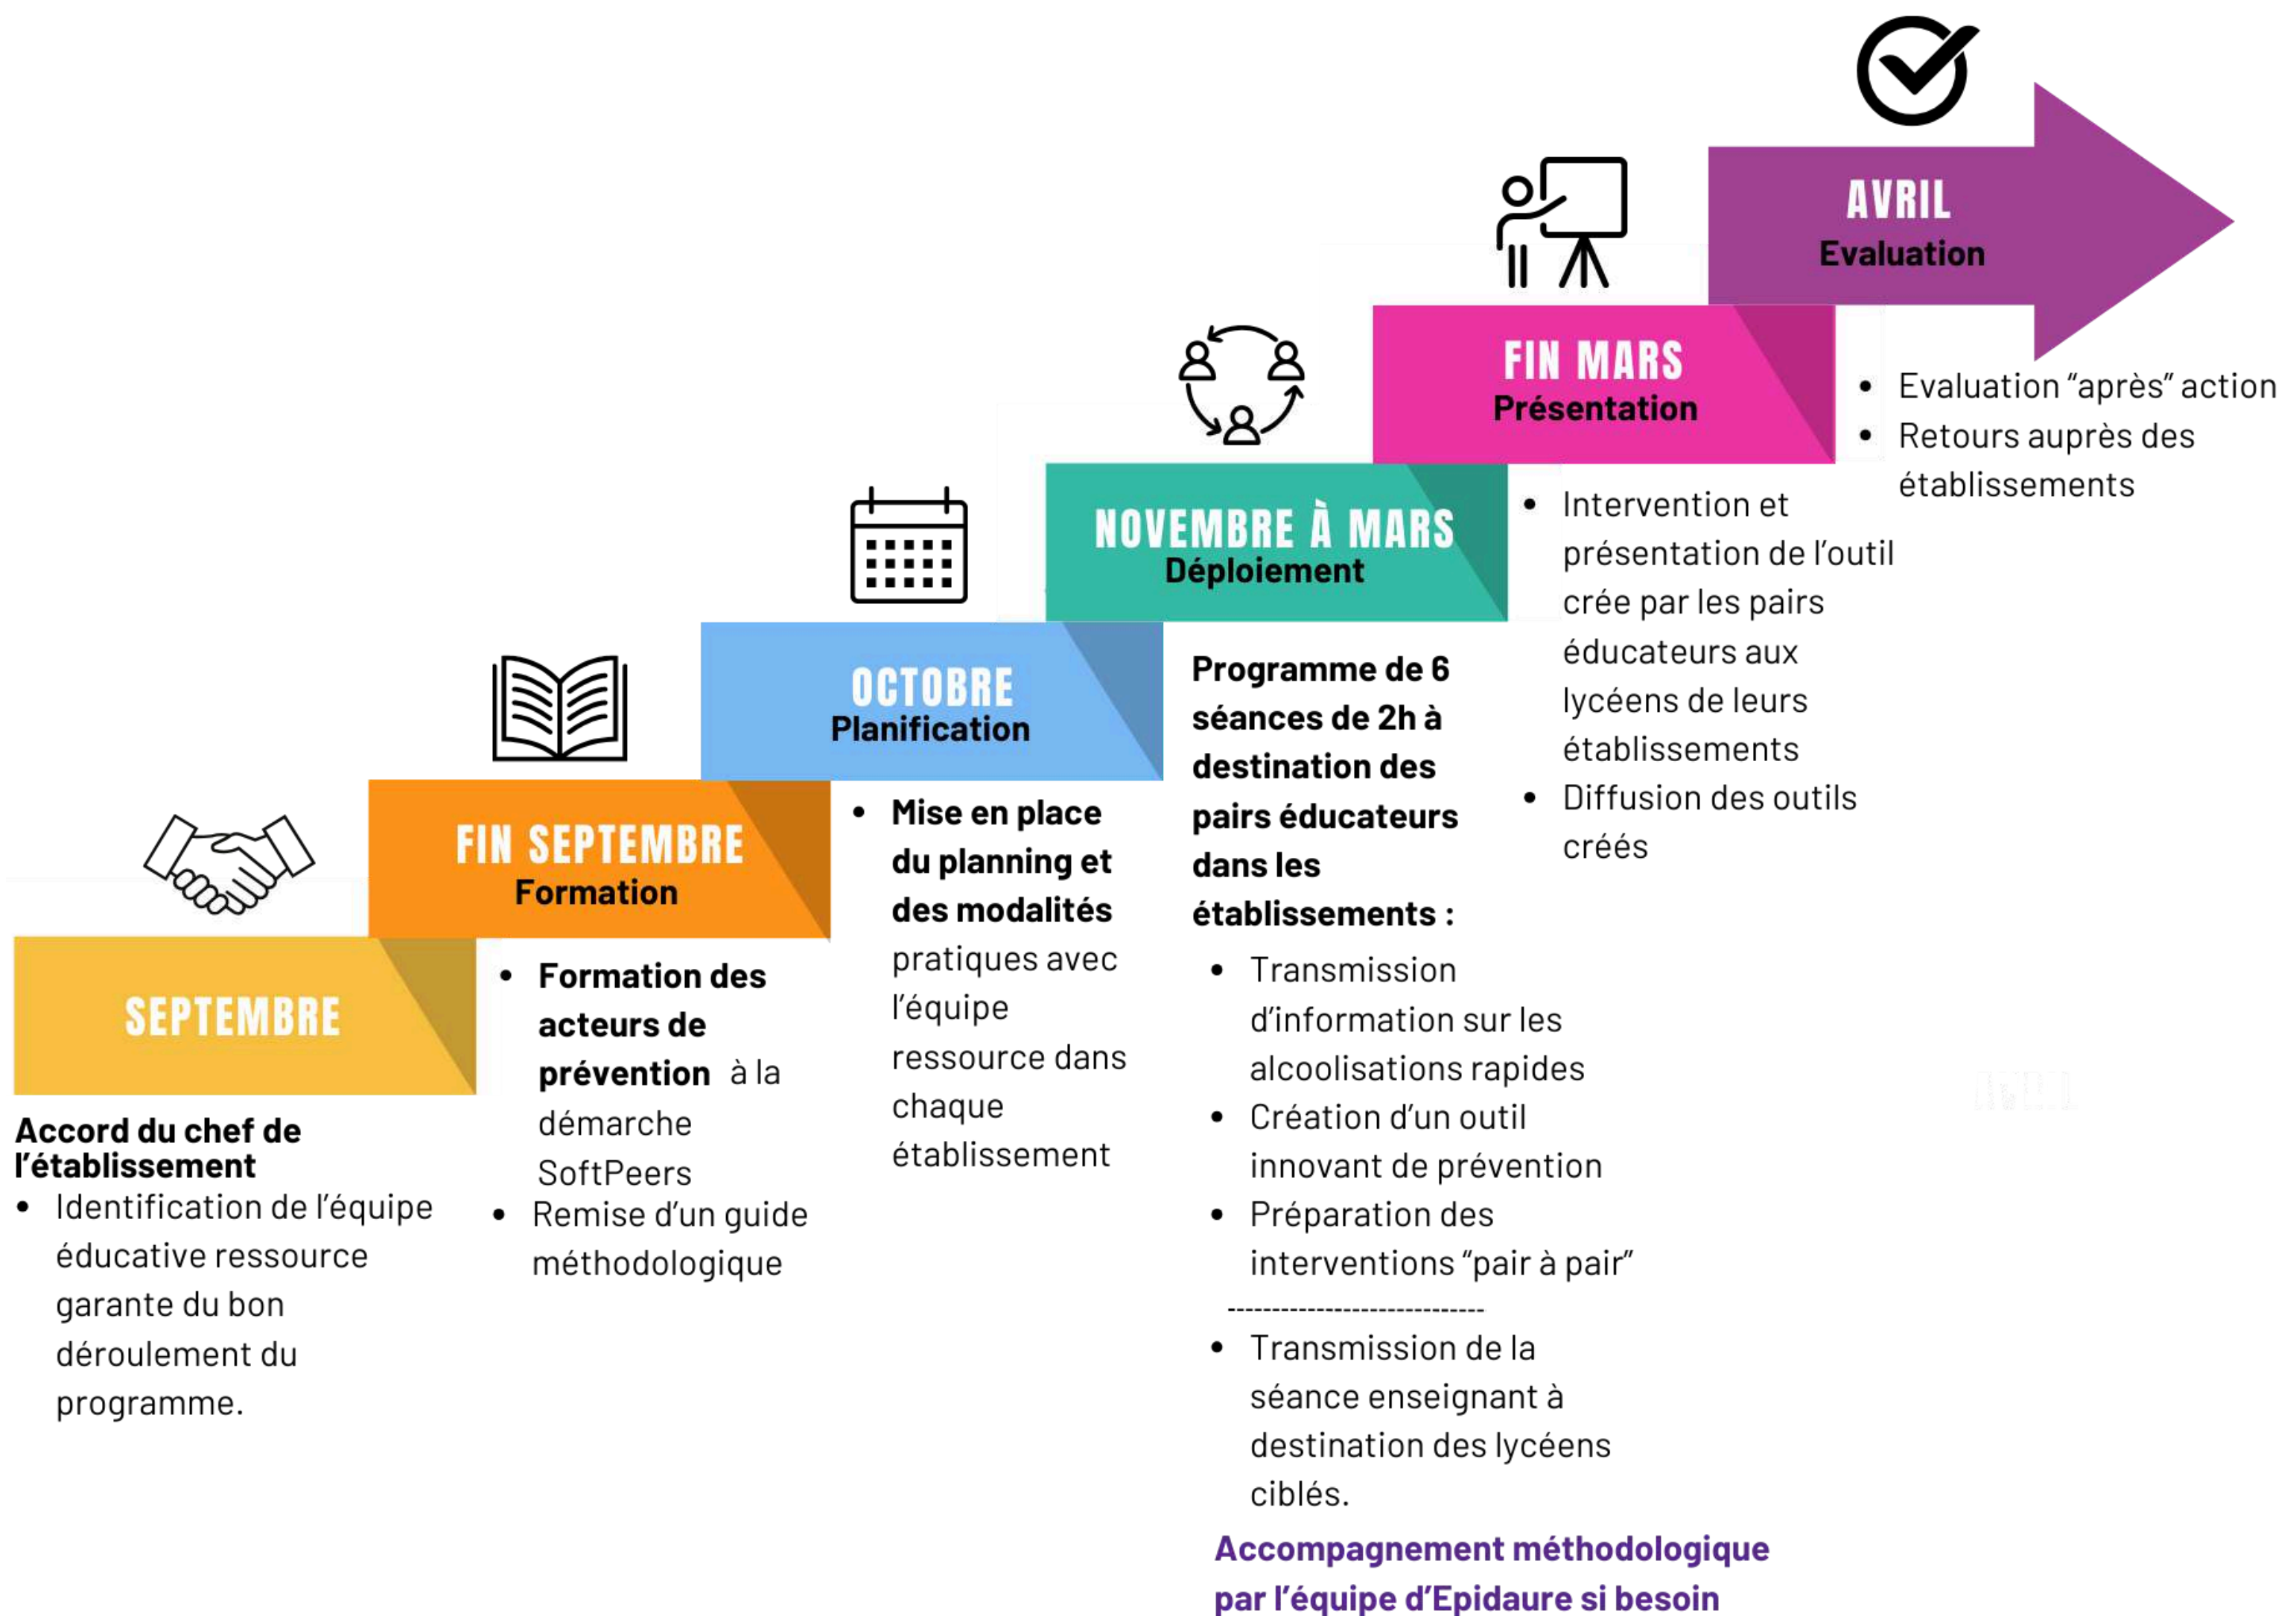 SEPTEMBRE
Accord du chef de
l'établissement
• Identification de l'équipe
éducative ressource
garante du bon
déroulement du
programme.
FIN SEPTEMBRE
Formation
• Formation des
acteurs de
prévention à la
démarche
SoftPeers
• Remise d'un guide
méthodologique
OCTOBRE
Planification
• Mise en place
du planning et
des modalités
pratiques avec
l'équipe
ressource dans
chaque
établissement
NOVEMBRE À MARS
Déploiement
Programme de 6
séances de 2h à
destination des
pairs éducateurs
dans les
établissements :
• Transmission
d'information sur les
alcoolisations rapides
• Création d'un outil
innovant de prévention
• Préparation des
interventions "pair à pair"
-----------------------------
• Transmission de la
séance enseignant à
destination des lycéens
ciblés.
Accompagnement méthodologique
par l'équipe d'Epidaure si besoin
FIN MARS
Présentation
• Intervention et
présentation de l'outil
crée par les pairs
éducateurs aux
lycéens de leurs
établissements
• Diffusion des outils
créés
AVRIL
Evaluation
• Evaluation "après" action
• Retours auprès des
établissements